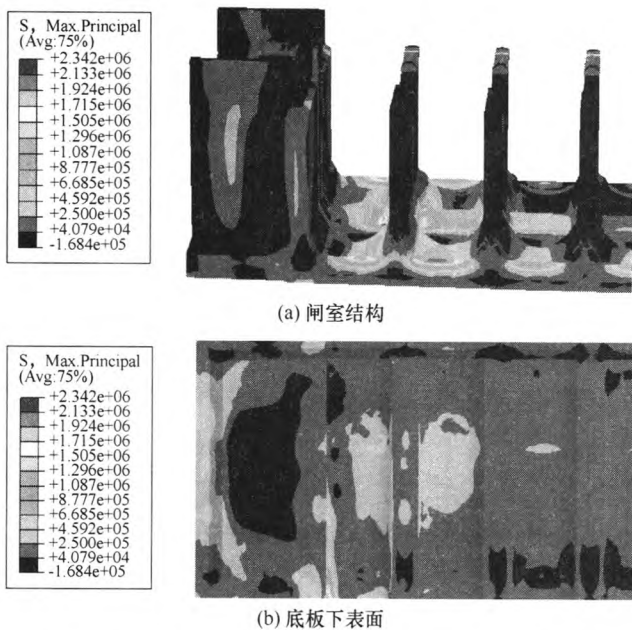 S, Max.Principal
(Avg:75%)
+2.342e+06
+2.133e+06
+1.924e+06
+1.715e+06
+1.505e+06
+1.296e+06
+1.087e+06
+8.777e+05
+6.685e+05
+4.592e+05
+2.500e+05
+4.079e+04
-1.684e+05
(a) 闸室结构
S, Max.Principal
(Avg:75%)
+2.342e+06
+2.133e+06
+1.924e+06
+1.715e+06
+1.505e+06
+1.296e+06
+1.087e+06
+8.777e+05
+6.685e+05
+4.592e+05
+2.500e+05
+4.079e+04
-1.684e+05
(b) 底板下表面